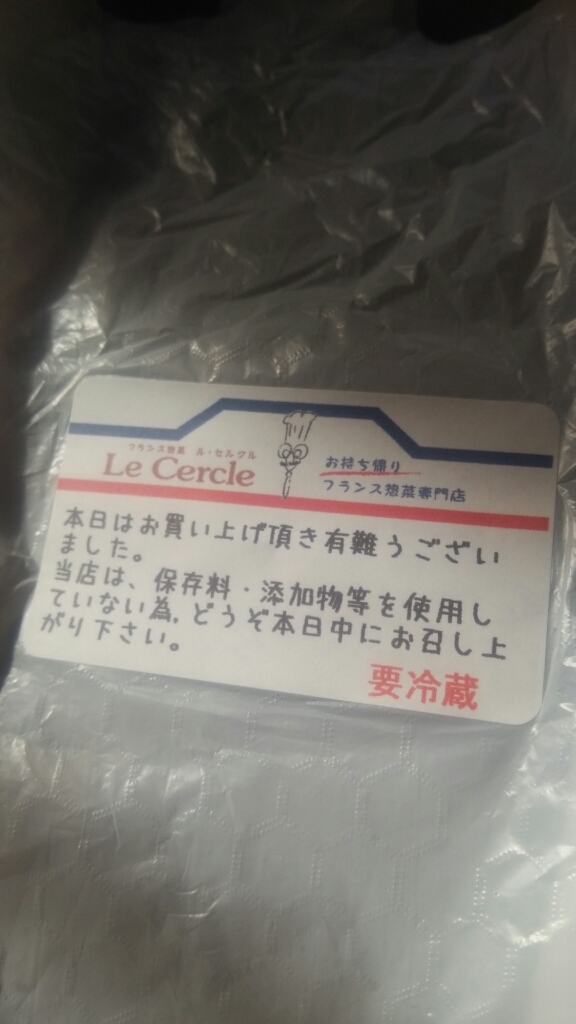 フランス惣菜 ル・セルクル
Le Cercle
お持ち帰り
フランス惣菜専門店
本日はお買い上げ頂き有難うござい
ました。
当店は、保存料・添加物等を使用し
ていない為、どうぞ本日中にお召し上
がり下さい。
要冷蔵